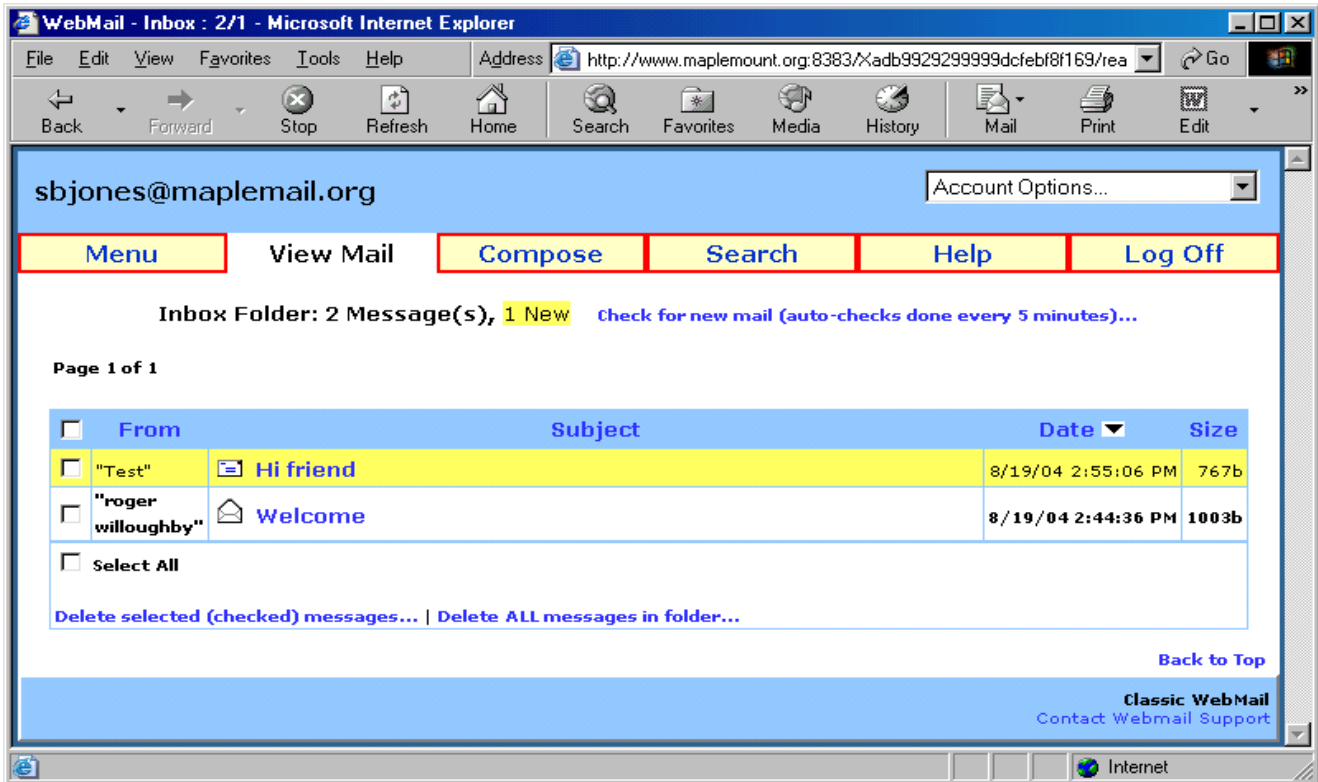 WebMail - Inbox : 2/1 - Microsoft Internet Explorer
File Edit View Favorites Tools Help Address http://www.maplemount.org:8383/Xadb9929299999dcfebf8f169/rea Go
Back Forward Stop Refresh Home Search Favorites Media History Mail Print Edit »
sbjones@maplemail.org Account Options...
Menu View Mail Compose Search Help Log Off
Inbox Folder: 2 Message(s), 1 New Check for new mail (auto-checks done every 5 minutes)...
Page 1 of 1
From Subject Date Size
"Test" Hi friend 8/19/04 2:55:06 PM 767b
"roger willoughby" Welcome 8/19/04 2:44:36 PM 1003b
Select All
Delete selected (checked) messages... | Delete ALL messages in folder...
Back to Top
Classic WebMail
Contact Webmail Support
Internet